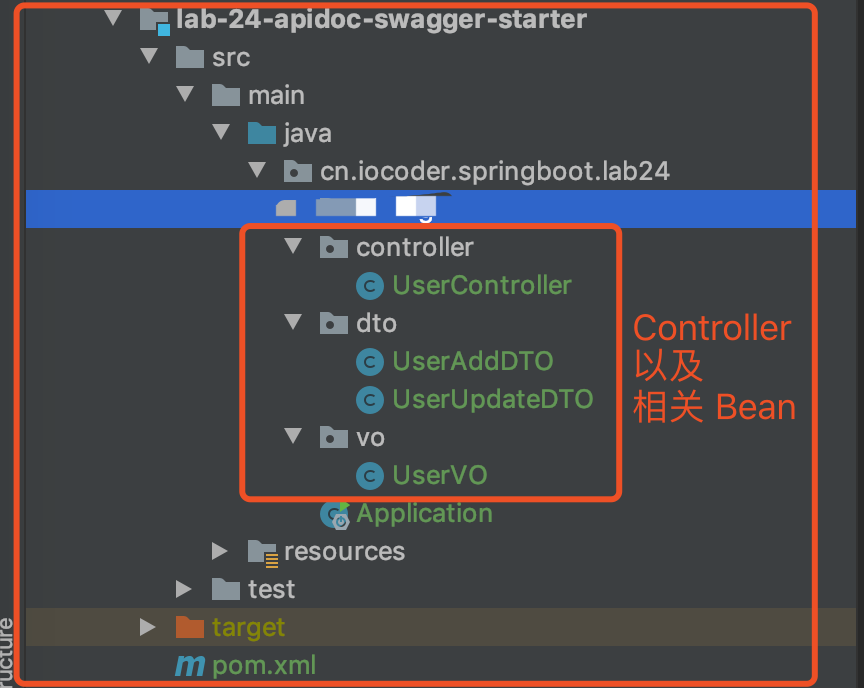 lab-24-apidoc-swagger-starter
src
main
java
cn.iocoder.springboot.lab24
controller
UserController
dto
UserAddDTO
UserUpdateDTO
vo
UserVO
Controller
以及
相关 Bean
Application
resources
test
target
pom.xml
ructure